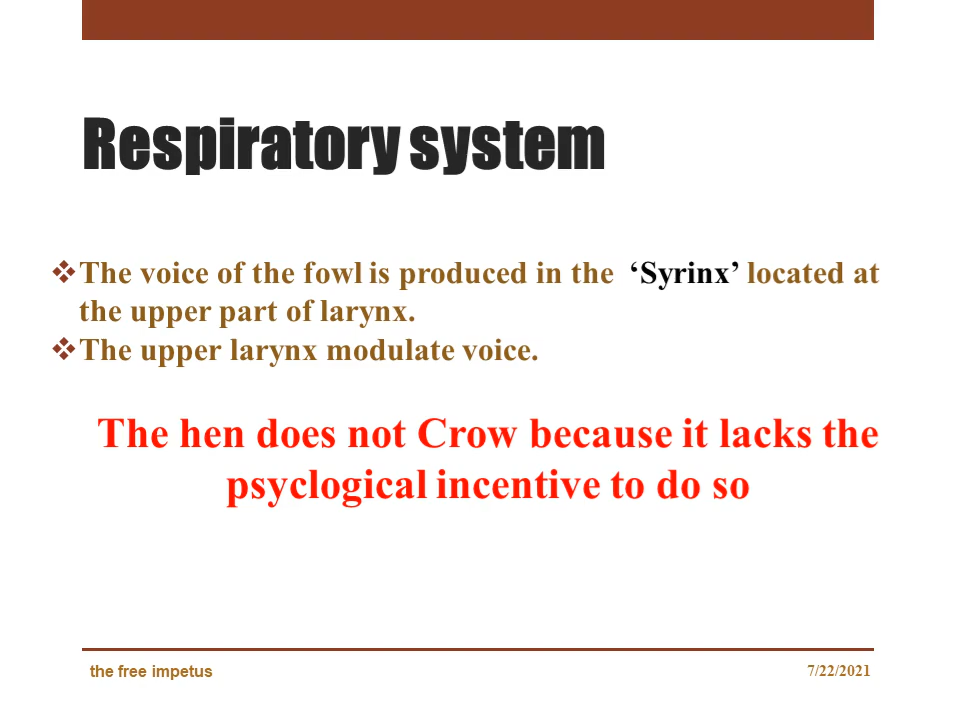 Respiratory system
❖The voice of the fowl is produced in the ‘Syrinx’ located at
the upper part of larynx.
❖The upper larynx modulate voice.
The hen does not Crow because it lacks the
psyclogical incentive to do so
the free impetus
7/22/2021